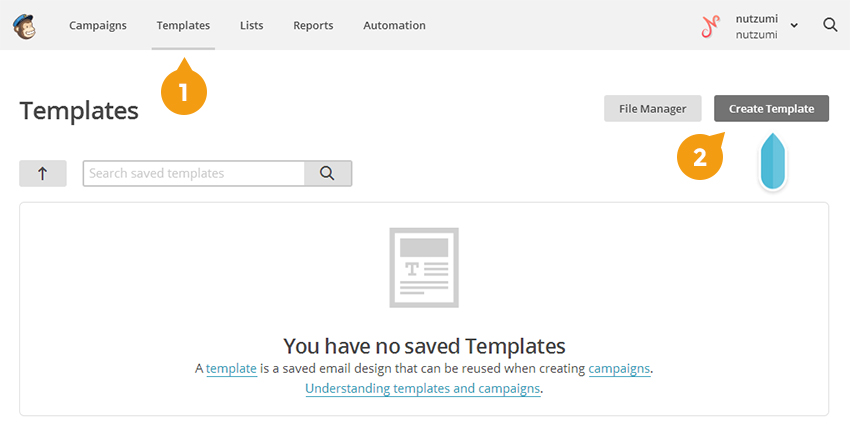 Campaigns Templates Lists Reports Automation nutzumi
nutzumi
1
Templates
File Manager Create Template
2
Search saved templates
T
You have no saved Templates
A template is a saved email design that can be reused when creating campaigns.
Understanding templates and campaigns.